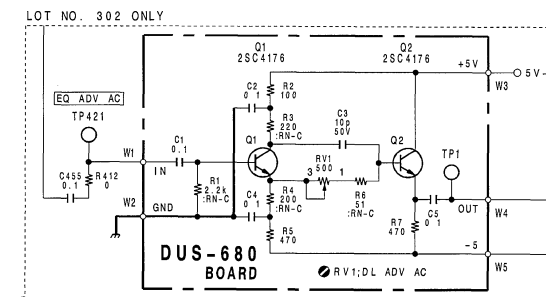 LOT NO. 302 ONLY
Q1
2SC4176
Q2
2SC4176
+5V
5V-
W3
EQ ADV AC
TP421
C2
0 1
R2
100
R3
220
:RN-C
C3
10p
50V
W1
C1
0.1
IN
Q1
Q2
RV1
500
3
1
TP1
C455
0.1
R412
0
R1
2.2k
:RN-C
C4
0 1
R4
200
:RN-C
R6
51
:RN-C
W2
GND
R5
470
R7
470
C5
0 1
OUT
W4
DUS-680
BOARD
RV1;DL ADV AC
-5
W5